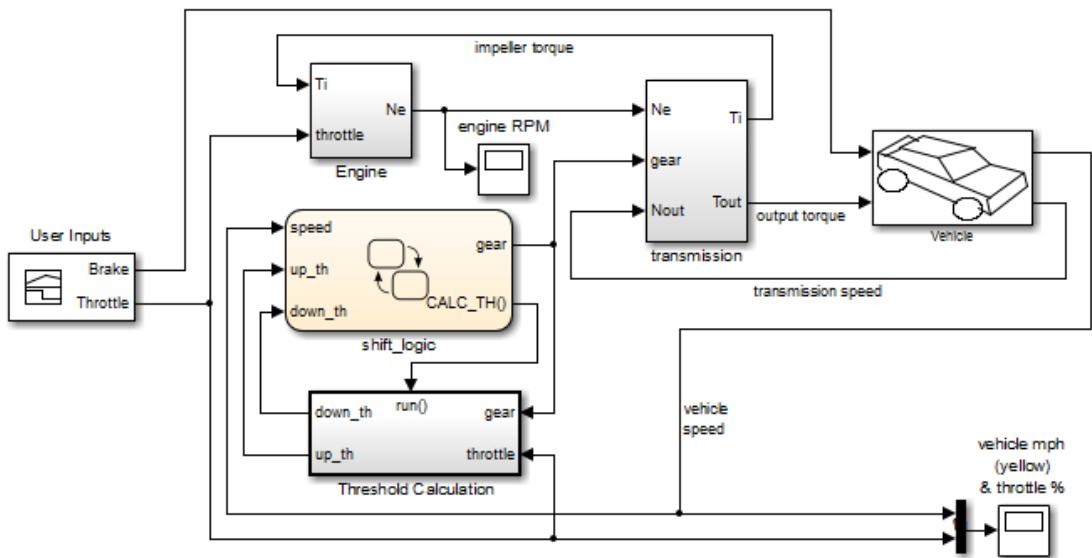 impeller torque
Ti
Ne
throttle
Engine
engine RPM
Ne
Ti
gear
Nout
Tout
transmission
output torque
Vehicle
transmission speed
User Inputs
Brake
Throttle
speed
gear
up_th
CALC_TH()
down_th
shift_logic
run()
down_th
gear
up_th
throttle
Threshold Calculation
vehicle
speed
vehicle mph
(yellow)
& throttle %